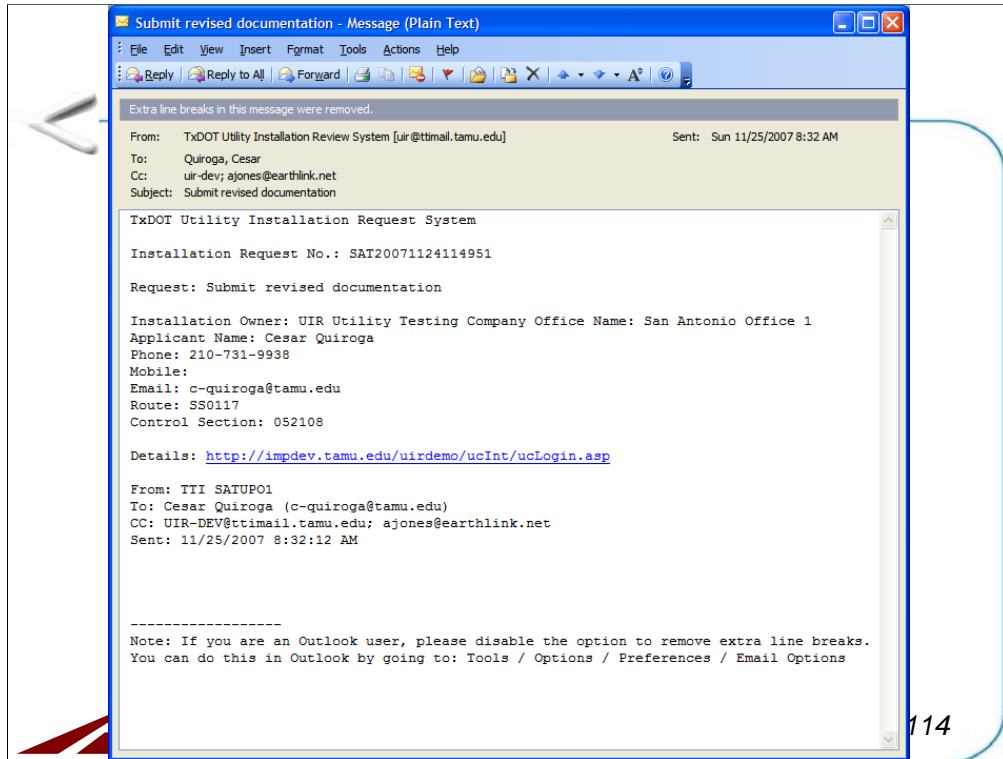 Submit revised documentation - Message (Plain Text)
File Edit View Insert Format Tools Actions Help
Reply Reply to All Forward
Extra line breaks in this message were removed.
From: TxDOT Utility Installation Review System [uir@ttimail.tamu.edu] Sent: Sun 11/25/2007 8:32 AM
To: Quiroga, Cesar
Cc: uir-dev; ajones@earthlink.net
Subject: Submit revised documentation
TxDOT Utility Installation Request System
Installation Request No.: SAT20071124114951
Request: Submit revised documentation
Installation Owner: UIR Utility Testing Company Office Name: San Antonio Office 1
Applicant Name: Cesar Quiroga
Phone: 210-731-9938
Mobile:
Email: c-quiroga@tamu.edu
Route: SS0117
Control Section: 052108
Details: http://impdev.tamu.edu/uirdemo/ucInt/ucLogin.asp
From: TTI SATUPO1
To: Cesar Quiroga (c-quiroga@tamu.edu)
CC: UIR-DEV@ttimail.tamu.edu; ajones@earthlink.net
Sent: 11/25/2007 8:32:12 AM
------------------
Note: If you are an Outlook user, please disable the option to remove extra line breaks.
You can do this in Outlook by going to: Tools / Options / Preferences / Email Options
114